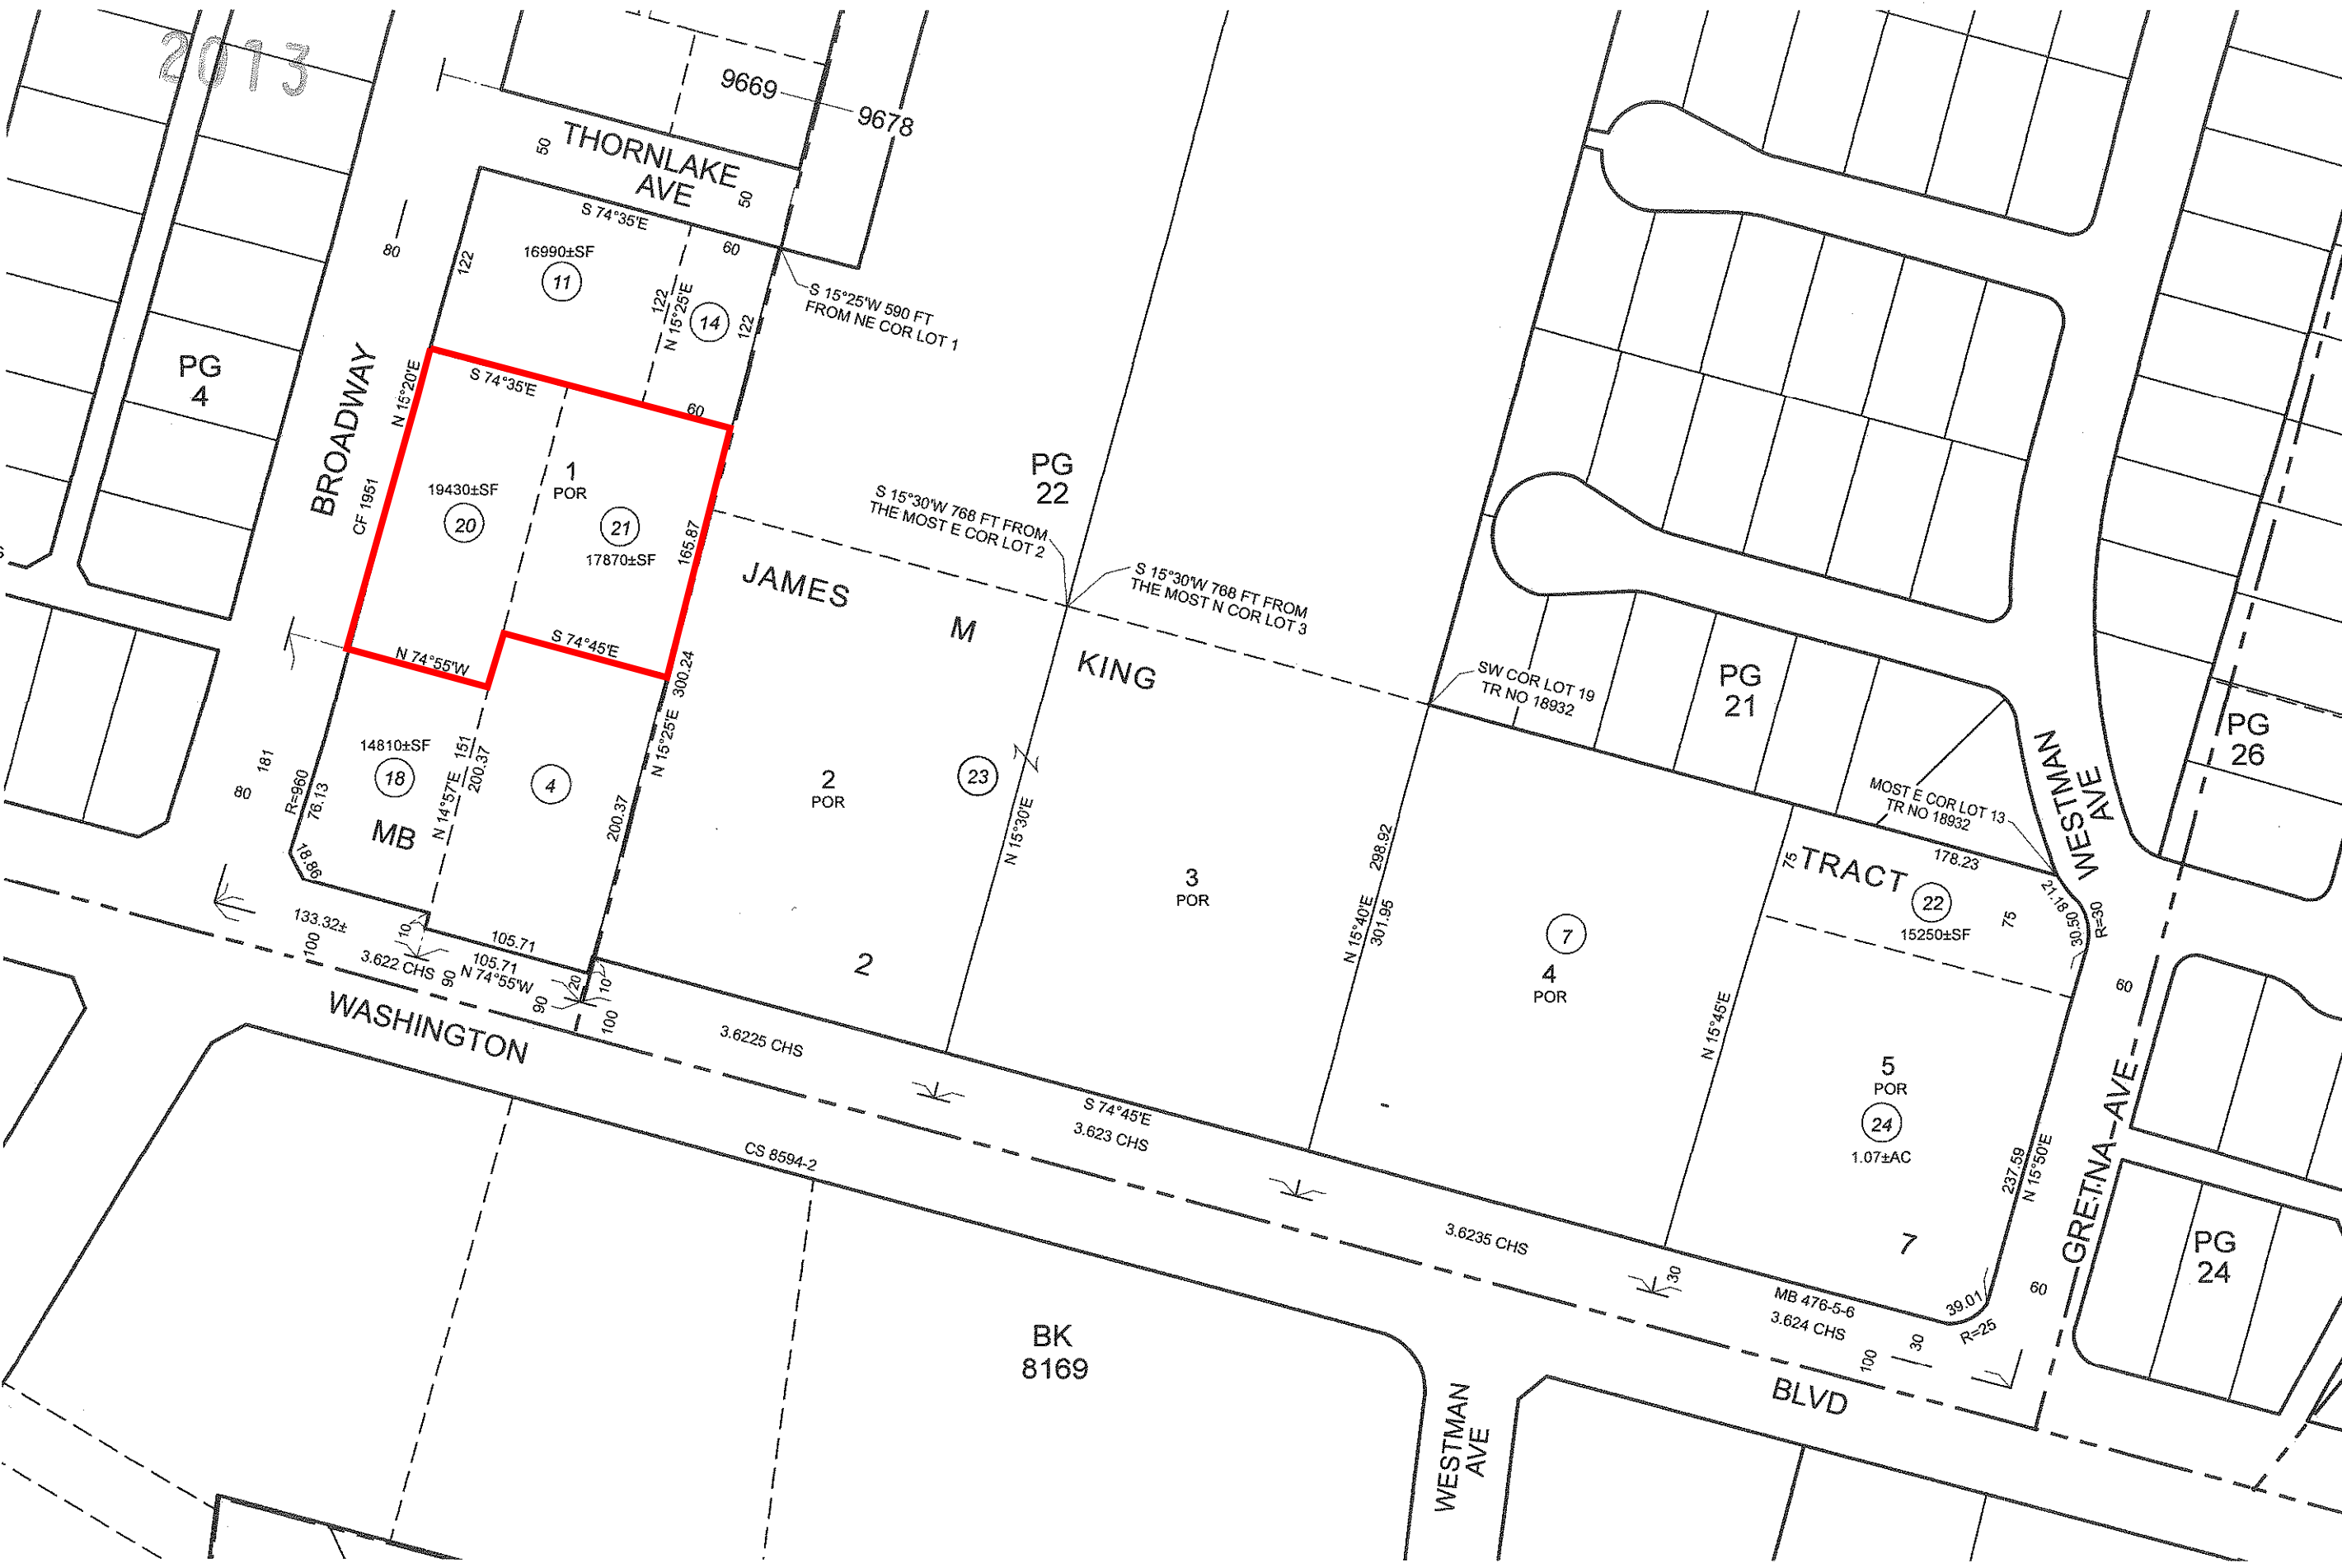 2013
9669
9678
THORNLAKE
AVE
50
50
S 74°35'E
60
16990±SF
11
122
80
122
N 15°25'E
14
122
S 15°25'W 590 FT
FROM NE COR LOT 1
PG
4
BROADWAY
N 15°20'E
S 74°35'E
60
CF 1951
19430±SF
20
1
POR
21
17870±SF
165.87
PG
22
S 15°30'W 768 FT FROM
THE MOST E COR LOT 2
S 15°30'W 768 FT FROM
THE MOST N COR LOT 3
JAMES
M
KING
N 74°55'W
S 74°45'E
300.24
N 15°25'E
SW COR LOT 19
TR NO 18932
PG
21
PG
26
WESTMAN
AVE
14810±SF
18
181
80
R=960
76.13
MB
18.86
N 14°57'E
151
200.37
4
200.37
2
POR
23
N 15°30'E
3
POR
298.92
N 15°40'E
301.95
7
4
POR
75
TRACT
MOST E COR LOT 13
TR NO 18932
178.23
22
15250±SF
75
21.18
30.50
R=30
60
133.32±
100
10
3.622 CHS
90
105.71
105.71
N 74°55'W
90
20
10
100
2
WASHINGTON
3.6225 CHS
S 74°45'E
3.623 CHS
CS 8594-2
N 15°45'E
5
POR
24
1.07±AC
237.59
N 15°50'E
GRETNA AVE
PG
24
7
3.6235 CHS
30
MB 476-5-6
3.624 CHS
39.01
R=25
60
30
100
BK
8169
WESTMAN
AVE
BLVD